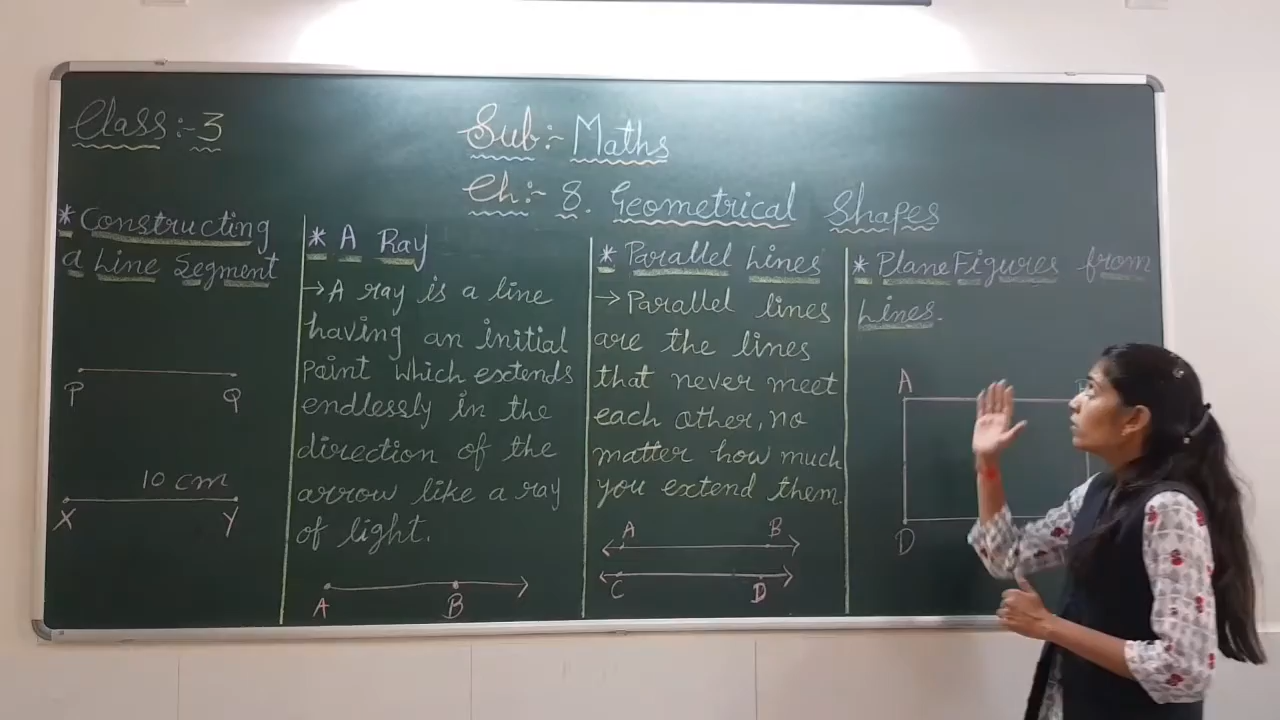 Class:- 3
Sub:- Maths
Ch:- 8. Geometrical Shapes
* Constructing
a Line Segment
P Q
10 cm
X Y
* A Ray
→ A ray is a line
having an initial
point which extends
endlessly in the
direction of the
arrow like a ray
of light.
A B
* Parallel Lines
→ Parallel lines
are the lines
that never meet
each other, no
matter how much
you extend them.
A B
C D
* Plane Figures from
Lines.
A
D